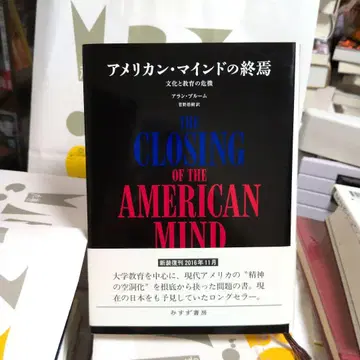 アメリカン・マインドの終焉
文化と教育の危機
アラン・ブルーム
菅野盾樹訳
THE
CLOSING
OF THE
AMERICAN
MIND
新装復刊 2016年11月
大学教育を中心に、現代アメリカの“精神
の空洞化”を根底から抉った問題の書。現
在の日本をも予見していたロングセラー。
みすず書房